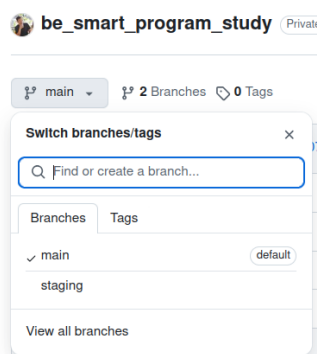 be_smart_program_study Private
main 2 Branches 0 Tags
Switch branches/tags
Find or create a branch...
Branches Tags
main default
staging
View all branches